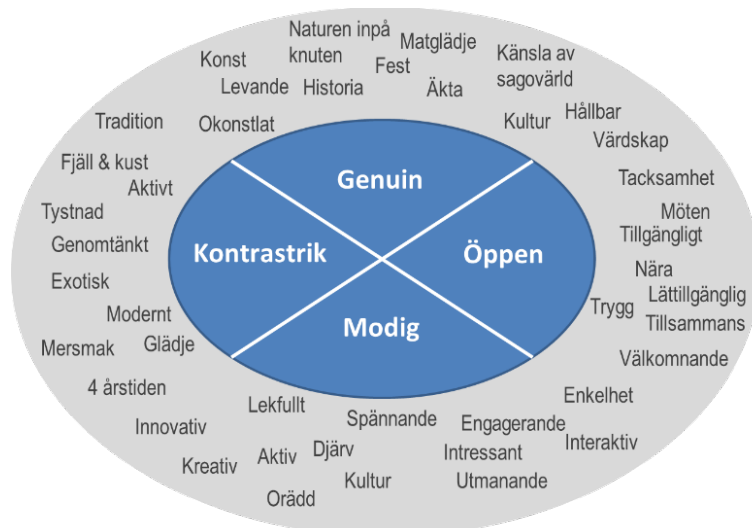 Naturen inpå
knuten
Matglädje
Konst
Fest
Känsla av
sagovärld
Levande
Historia
Äkta
Tradition
Okonstlat
Kultur
Hållbar
Värdskap
Fjäll & kust
Aktivt
Genuin
Tacksamhet
Tystnad
Möten
Genomtänkt
Kontrastrik
Öppen
Tillgängligt
Exotisk
Nära
Lättillgänglig
Modernt
Modig
Trygg
Tillsammans
Mersmak
Glädje
Välkomnande
4 årstiden
Lekfullt
Spännande
Enkelhet
Innovativ
Engagerande
Interaktiv
Kreativ
Aktiv
Djärv
Intressant
Orädd
Kultur
Utmanande